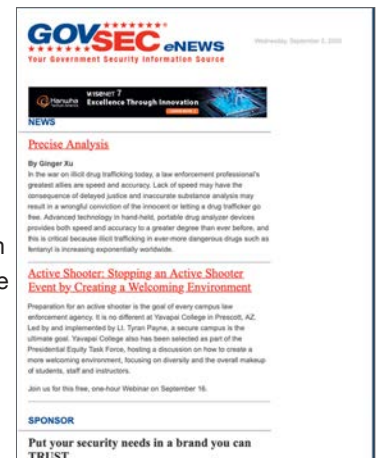 GOVSEC eNEWS
Wednesday, September 2, 2020
Your Government Security Information Source
Hanwha
WISENET 7
Excellence Through Innovation
NEWS
Precise Analysis
By Ginger Xu
In the war on illicit drug trafficking today, a law enforcement professional's
greatest allies are speed and accuracy. Lack of speed may have the
consequence of delayed justice and inaccurate substance analysis may
result in a wrongful conviction of the innocent or letting a drug trafficker go
free. Advanced technology in hand-held, portable drug analyzer devices
provides both speed and accuracy to a greater degree than ever before, and
this is critical because illicit trafficking in ever-more dangerous drugs such as
fentanyl is increasing exponentially worldwide.
e
Active Shooter: Stopping an Active Shooter
Event by Creating a Welcoming Environment
Preparation for an active shooter is the goal of every campus law
enforcement agency. It is no different at Yavapai College in Prescott, AZ.
Led by and implemented by Lt. Tyran Payne, a secure campus is the
ultimate goal. Yavapai College also has been selected as part of the
Presidential Equity Task Force, hosting a discussion on how to create a
more welcoming environment, focusing on diversity and the overall makeup
of students, staff and instructors.
Join us for this free, one-hour Webinar on September 16.
SPONSOR
Put your security needs in a brand you can
TRUST